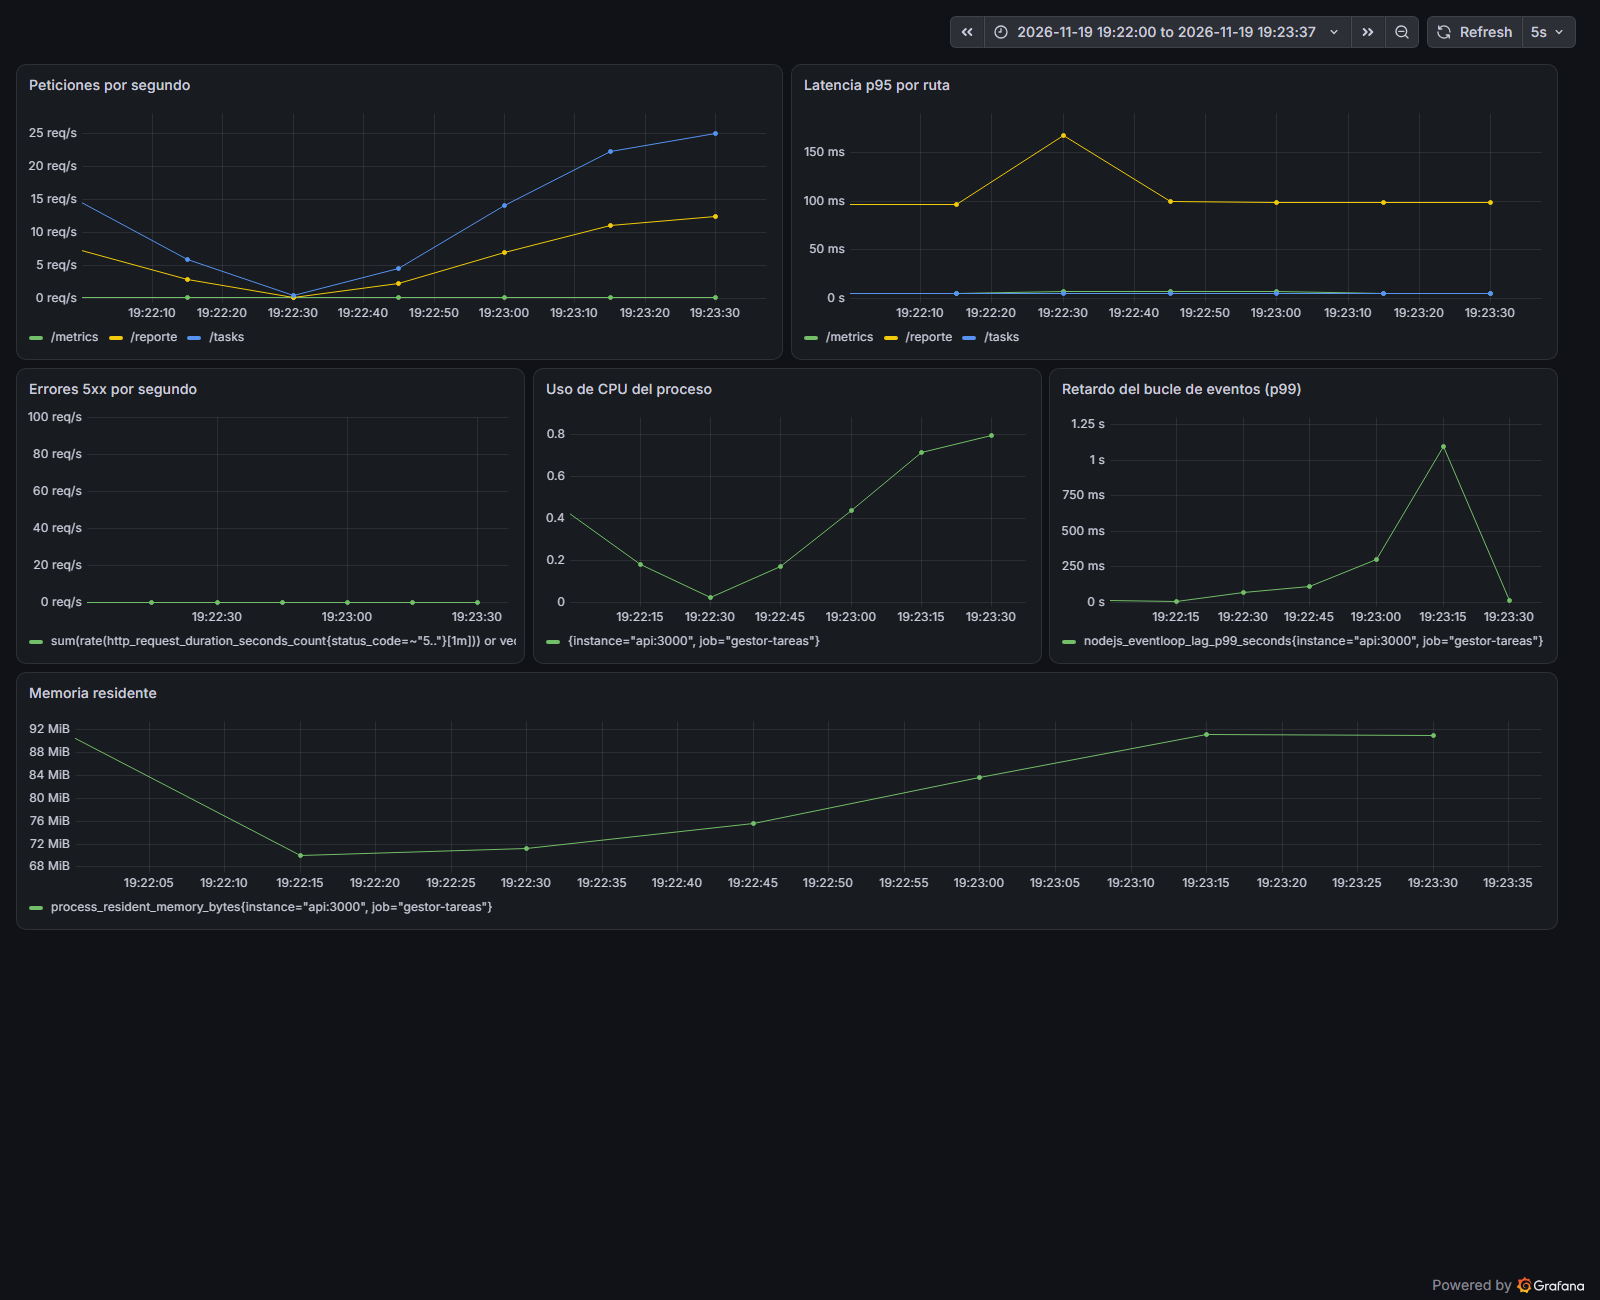 2026-11-19 19:22:00 to 2026-11-19 19:23:37 Refresh 5s
Peticiones por segundo
25 req/s
20 req/s
15 req/s
10 req/s
5 req/s
0 req/s
19:22:10 19:22:20 19:22:30 19:22:40 19:22:50 19:23:00 19:23:10 19:23:20 19:23:30
/metrics /reporte /tasks
Latencia p95 por ruta
150 ms
100 ms
50 ms
0 s
19:22:10 19:22:20 19:22:30 19:22:40 19:22:50 19:23:00 19:23:10 19:23:20 19:23:30
/metrics /reporte /tasks
Errores 5xx por segundo
100 req/s
80 req/s
60 req/s
40 req/s
20 req/s
0 req/s
19:22:30 19:23:00 19:23:30
sum(rate(http_request_duration_seconds_count{status_code=~"5.."}[1m])) or vec
Uso de CPU del proceso
0.8
0.6
0.4
0.2
0
19:22:15 19:22:30 19:22:45 19:23:00 19:23:15 19:23:30
{instance="api:3000", job="gestor-tareas"}
Retardo del bucle de eventos (p99)
1.25 s
1 s
750 ms
500 ms
250 ms
0 s
19:22:15 19:22:30 19:22:45 19:23:00 19:23:15 19:23:30
nodejs_eventloop_lag_p99_seconds{instance="api:3000", job="gestor-tareas"}
Memoria residente
92 MiB
88 MiB
84 MiB
80 MiB
76 MiB
72 MiB
68 MiB
19:22:05 19:22:10 19:22:15 19:22:20 19:22:25 19:22:30 19:22:35 19:22:40 19:22:45 19:22:50 19:22:55 19:23:00 19:23:05 19:23:10 19:23:15 19:23:20 19:23:25 19:23:30 19:23:35
process_resident_memory_bytes{instance="api:3000", job="gestor-tareas"}
Powered by Grafana